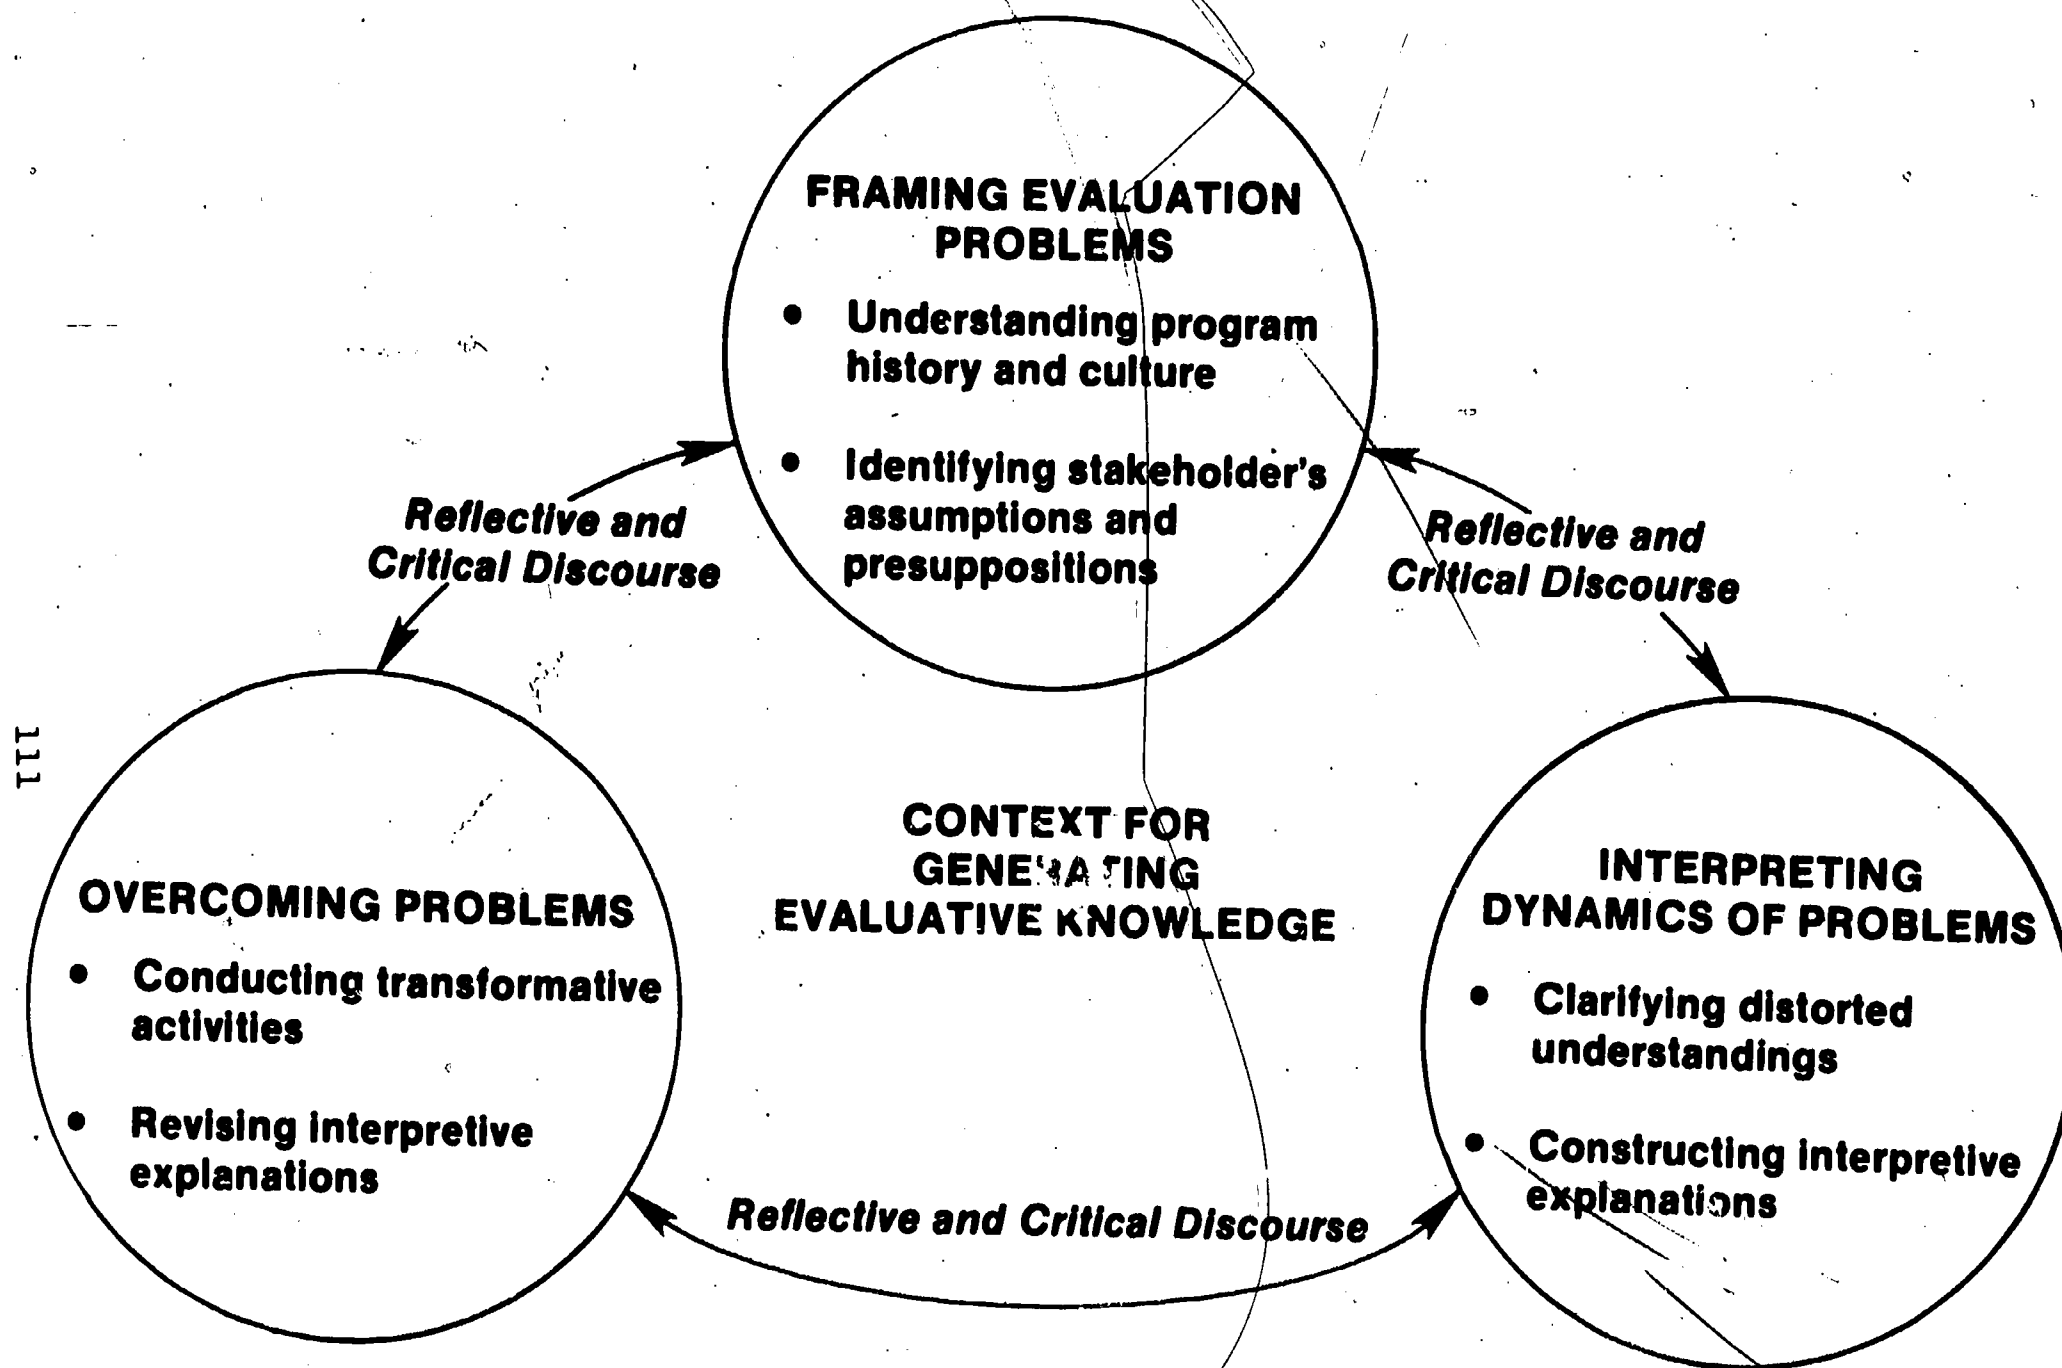 FRAMING EVALUATION
PROBLEMS
• Understanding program
history and culture
• Identifying stakeholder's
assumptions and
presuppositions
Reflective and
Critical Discourse
Reflective and
Critical Discourse
111
CONTEXT FOR
GENERATING
EVALUATIVE KNOWLEDGE
OVERCOMING PROBLEMS
• Conducting transformative
activities
• Revising interpretive
explanations
INTERPRETING
DYNAMICS OF PROBLEMS
• Clarifying distorted
understandings
• Constructing interpretive
explanations
Reflective and Critical Discourse